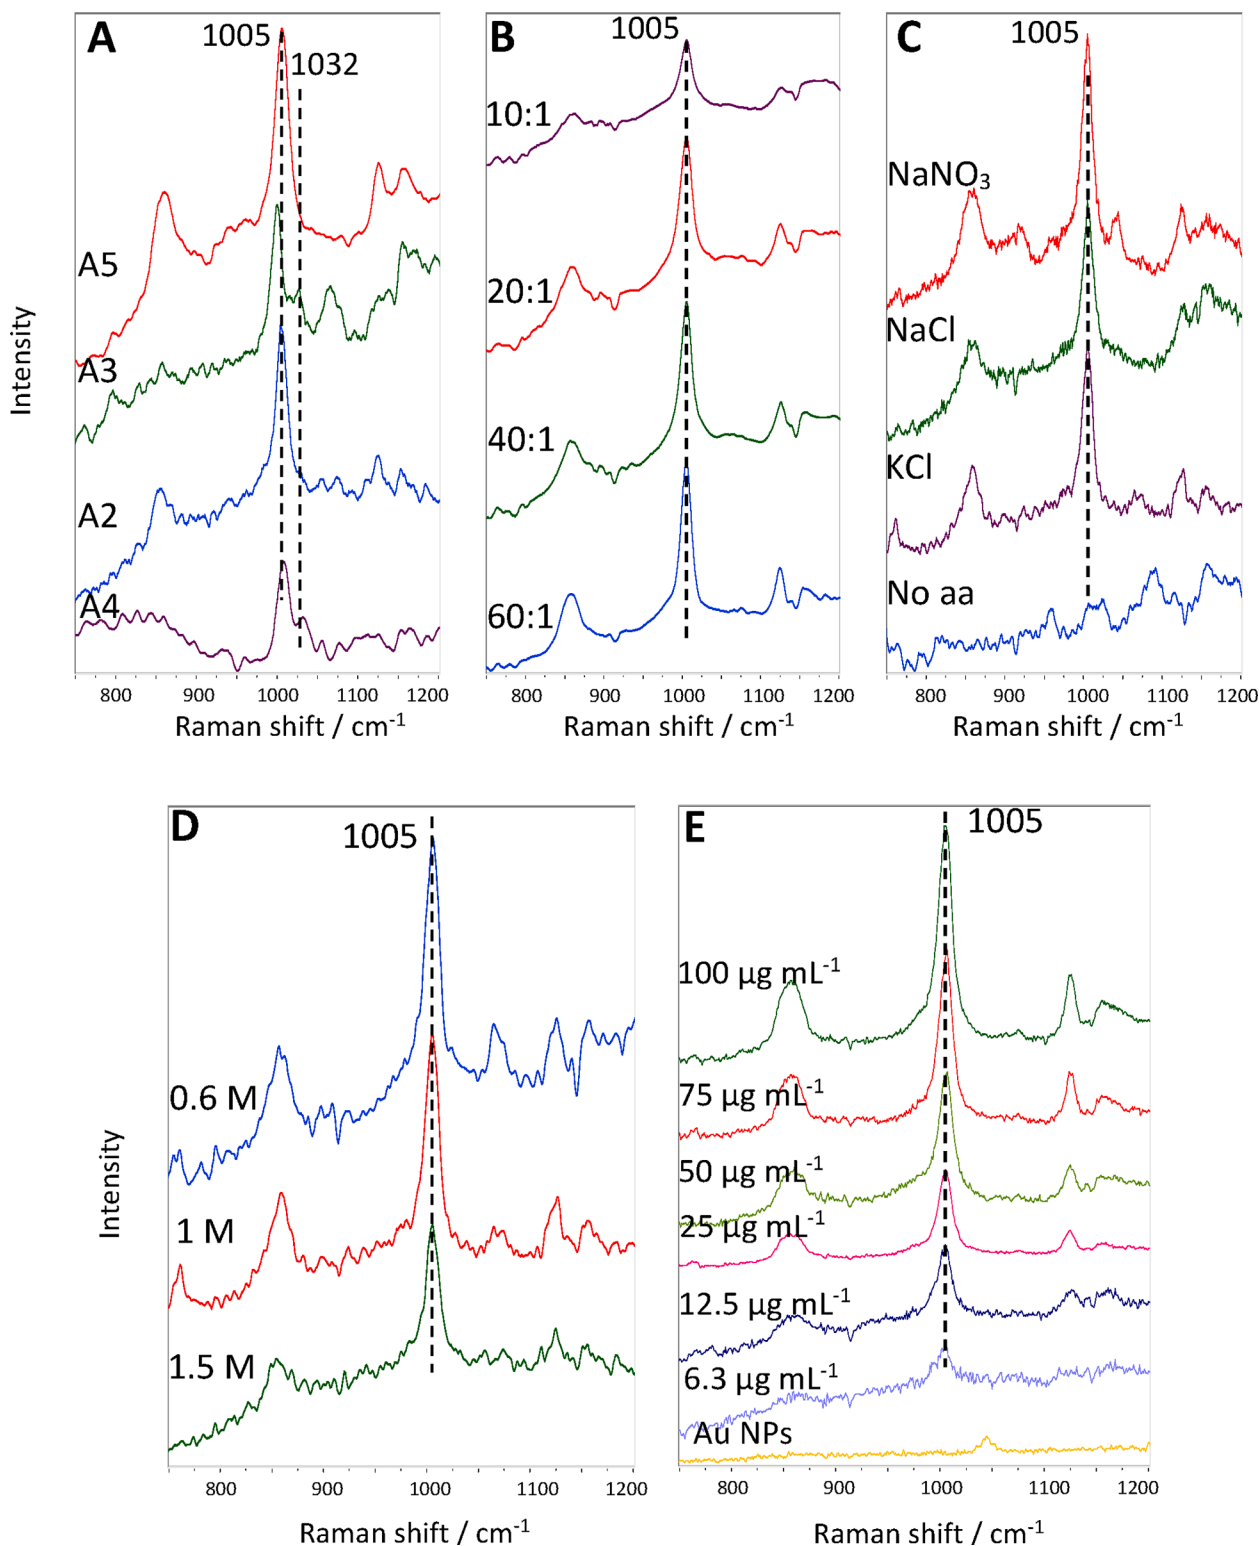 A
1005
1032
A5
A3
A2
A4
Intensity
800 900 1000 1100 1200
Raman shift / cm⁻¹
B
1005
10:1
20:1
40:1
60:1
800 900 1000 1100 1200
Raman shift / cm⁻¹
C
1005
NaNO₃
NaCl
KCl
No aa
800 900 1000 1100 1200
Raman shift / cm⁻¹
D
1005
0.6 M
1 M
1.5 M
Intensity
800 900 1000 1100 1200
Raman shift / cm⁻¹
E
1005
100 µg mL⁻¹
75 µg mL⁻¹
50 µg mL⁻¹
25 µg mL⁻¹
12.5 µg mL⁻¹
6.3 µg mL⁻¹
Au NPs
800 900 1000 1100 1200
Raman shift / cm⁻¹